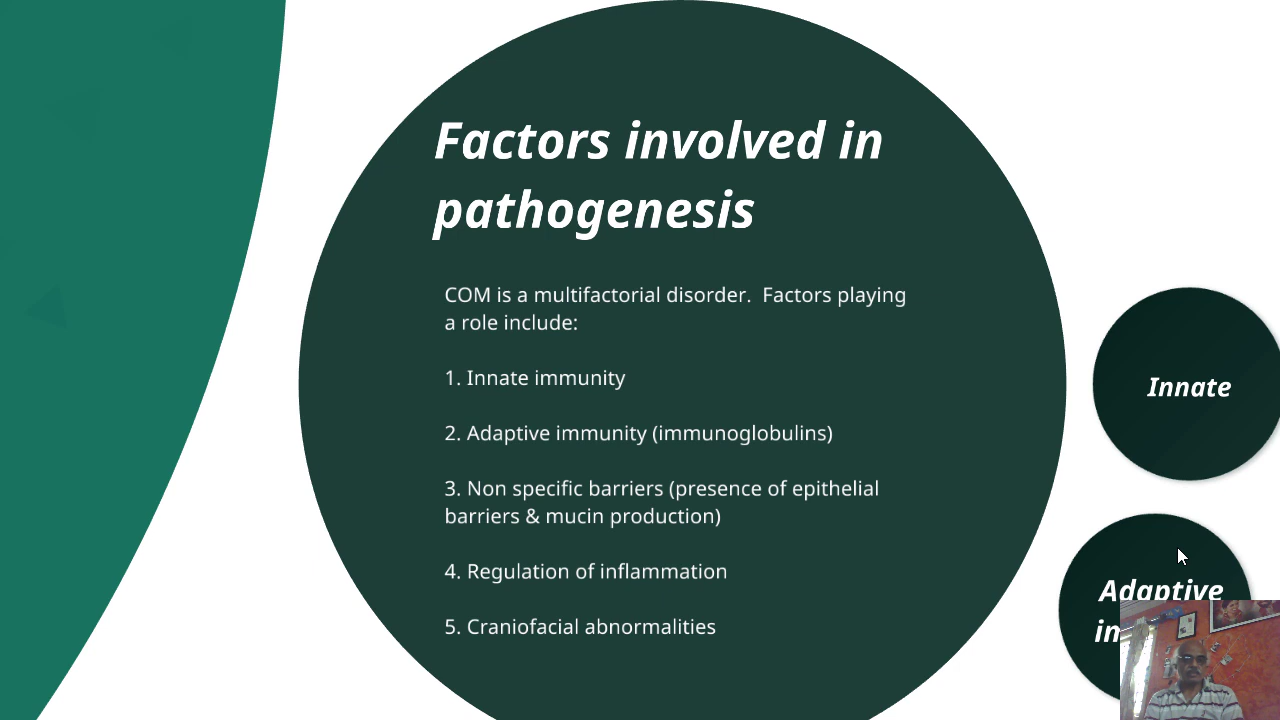 Factors involved in
pathogenesis
COM is a multifactorial disorder.  Factors playing
a role include:
1. Innate immunity
2. Adaptive immunity (immunoglobulins)
3. Non specific barriers (presence of epithelial
barriers & mucin production)
4. Regulation of inflammation
5. Craniofacial abnormalities
Innate
Adaptive